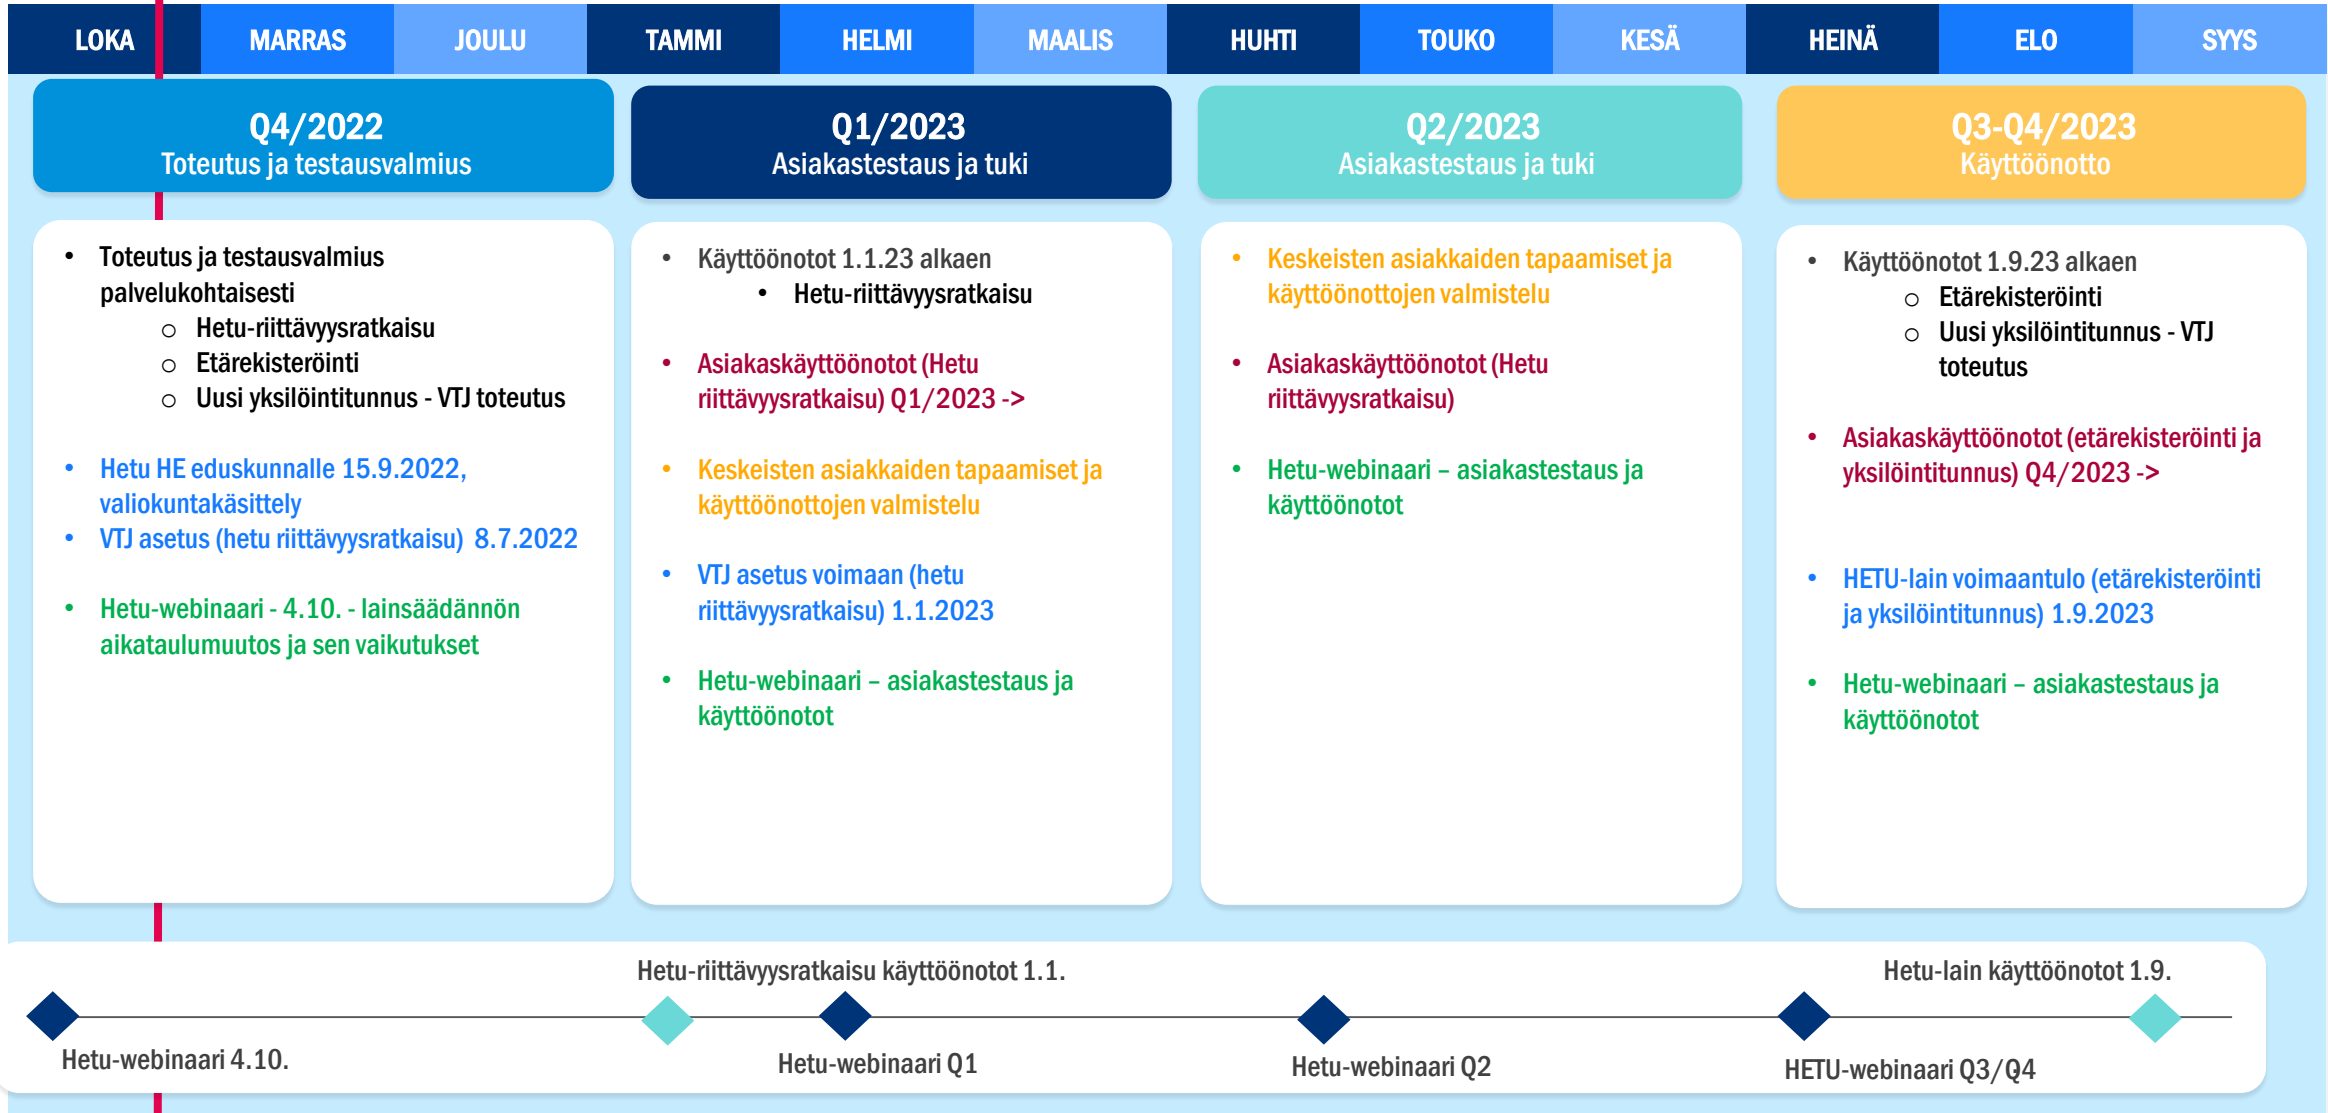 LOKA MARRAS JOULU TAMMI HELMI MAALIS HUHTI TOUKO KESÄ HEINÄ ELO SYYS
Q4/2022
Toteutus ja testausvalmius
• Toteutus ja testausvalmius
palvelukohtaisesti
o Hetu-riittävyysratkaisu
o Etärekisteröinti
o Uusi yksilöintitunnus - VTJ toteutus
• Hetu HE eduskunnalle 15.9.2022,
valiokuntakäsittely
• VTJ asetus (hetu riittävyysratkaisu) 8.7.2022
• Hetu-webinaari - 4.10. - lainsäädännön
aikataulumuutos ja sen vaikutukset
Q1/2023
Asiakastestaus ja tuki
• Käyttöönotot 1.1.23 alkaen
• Hetu-riittävyysratkaisu
• Asiakaskäyttöönotot (Hetu
riittävyysratkaisu) Q1/2023 ->
• Keskeisten asiakkaiden tapaamiset ja
käyttöönottojen valmistelu
• VTJ asetus voimaan (hetu
riittävyysratkaisu) 1.1.2023
• Hetu-webinaari – asiakastestaus ja
käyttöönotot
Q2/2023
Asiakastestaus ja tuki
• Keskeisten asiakkaiden tapaamiset ja
käyttöönottojen valmistelu
• Asiakaskäyttöönotot (Hetu
riittävyysratkaisu)
• Hetu-webinaari – asiakastestaus ja
käyttöönotot
Q3-Q4/2023
Käyttöönotto
• Käyttöönotot 1.9.23 alkaen
o Etärekisteröinti
o Uusi yksilöintitunnus - VTJ
toteutus
• Asiakaskäyttöönotot (etärekisteröinti ja
yksilöintitunnus) Q4/2023 ->
• HETU-lain voimaantulo (etärekisteröinti
ja yksilöintitunnus) 1.9.2023
• Hetu-webinaari – asiakastestaus ja
käyttöönotot
Hetu-riittävyysratkaisu käyttöönotot 1.1.
Hetu-lain käyttöönotot 1.9.
Hetu-webinaari 4.10.
Hetu-webinaari Q1
Hetu-webinaari Q2
HETU-webinaari Q3/Q4